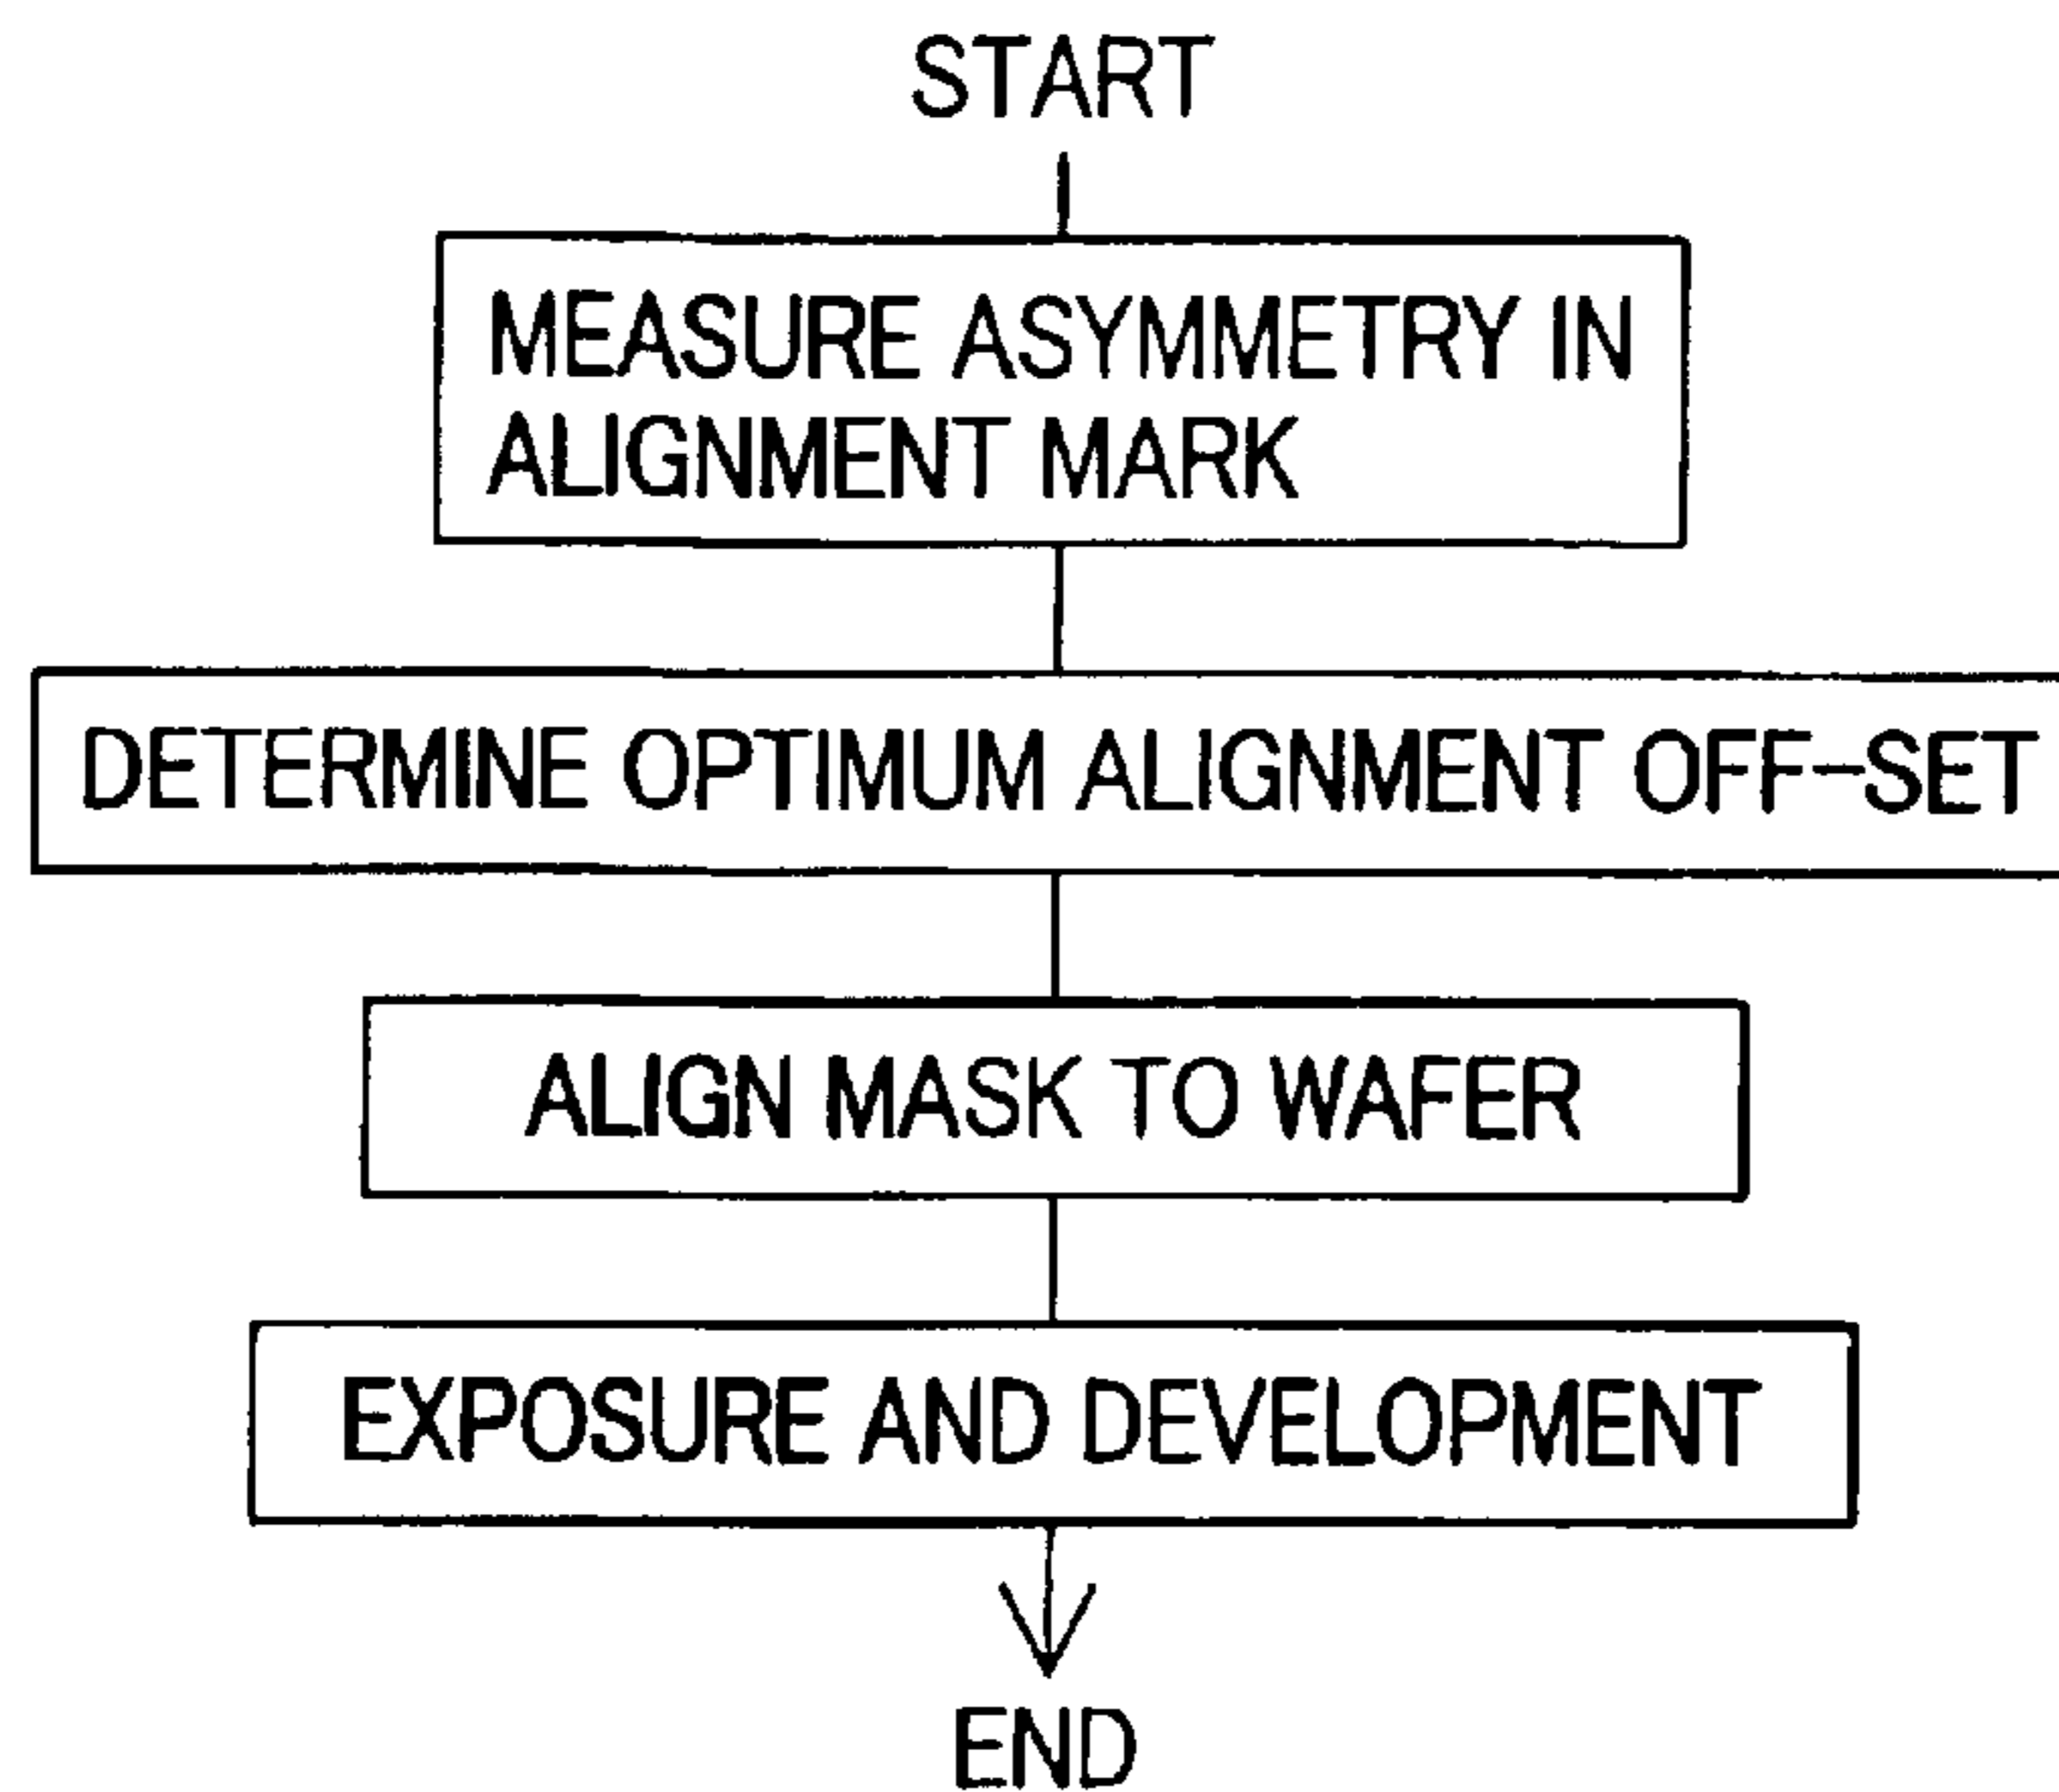 START
MEASURE ASYMMETRY IN
ALIGNMENT MARK
DETERMINE OPTIMUM ALIGNMENT OFF-SET
ALIGN MASK TO WAFER
EXPOSURE AND DEVELOPMENT
END